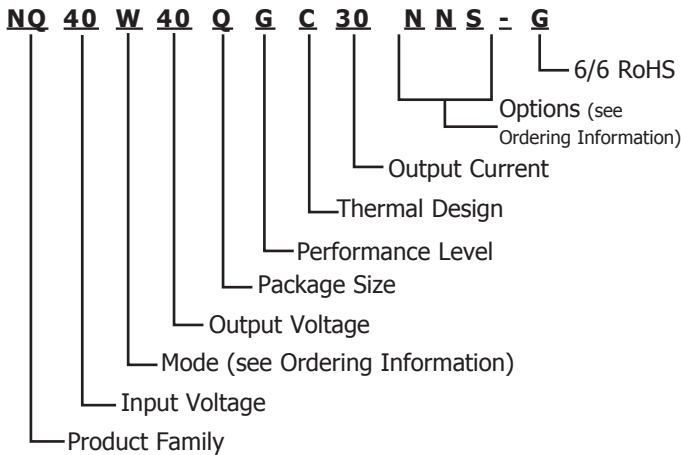 NQ 40 W 40 Q G C 30 N N S - G
6/6 RoHS
Options (see
Ordering Information)
Output Current
Thermal Design
Performance Level
Package Size
Output Voltage
Mode (see Ordering Information)
Input Voltage
Product Family